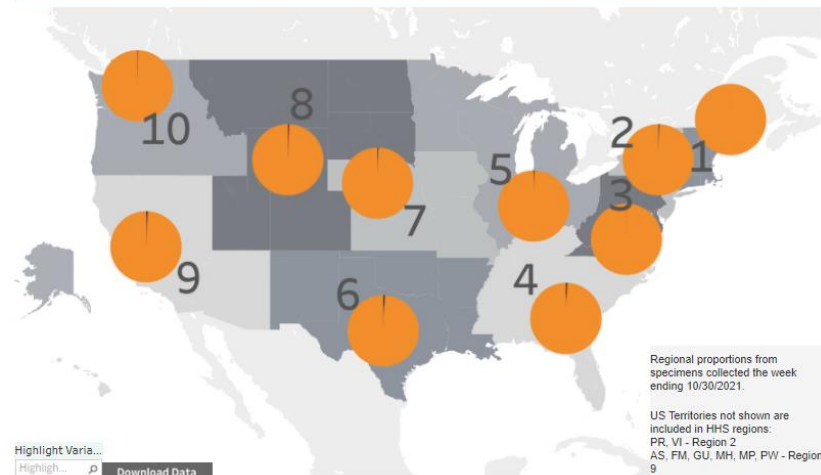 10
8
7
9
6
5
4
2
1
3
Regional proportions from
specimens collected the week
ending 10/30/2021.
US Territories not shown are
included in HHS regions:
PR, VI - Region 2
AS, FM, GU, MH, MP, PW - Region
9
Highlight Varia...
Highligh...
Download Data